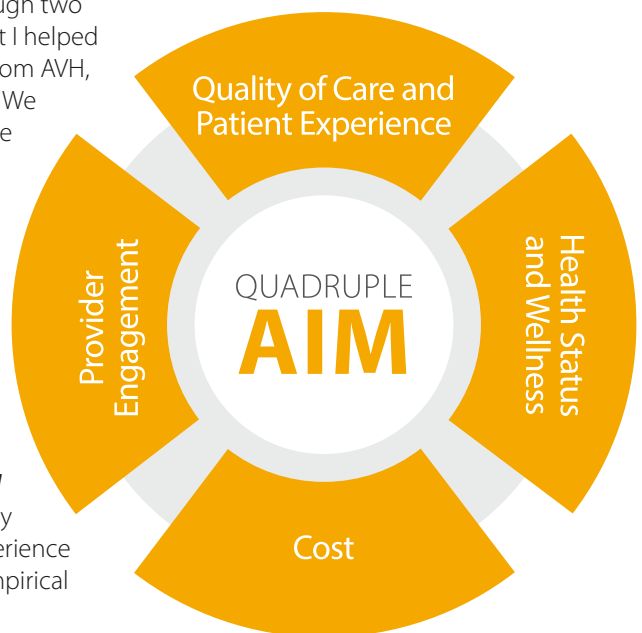 ough two
t I helped
om AVH,
We
e
Quality of Care and
Patient Experience
Provider
Engagement
QUADRUPLE
AIM
Health Status
and Wellness
Cost
y
erience
mpirical